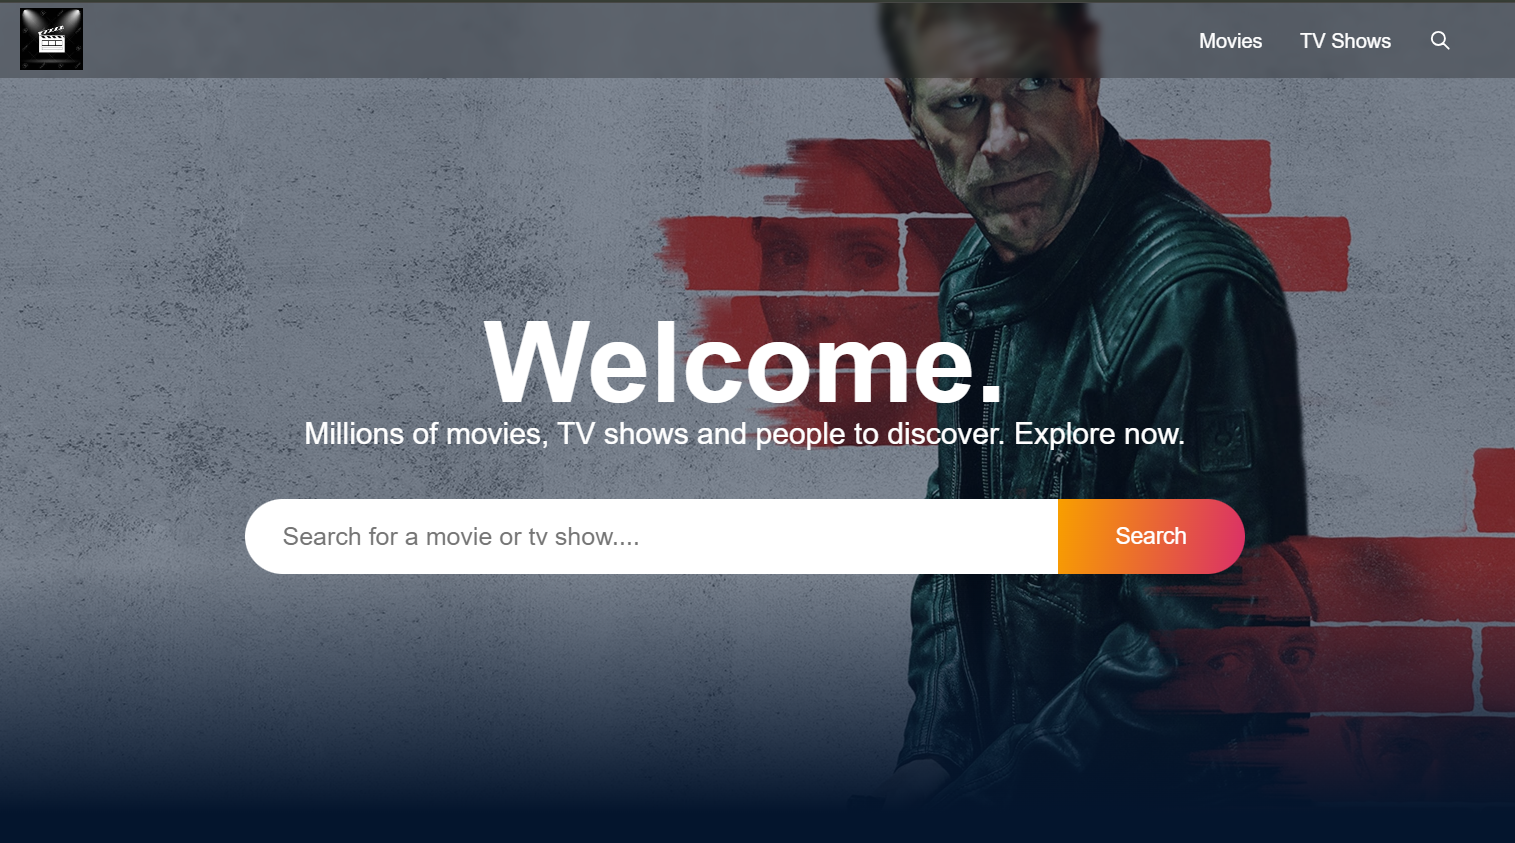 Movies
TV Shows
Welcome.
Millions of movies, TV shows and people to discover. Explore now.
Search for a movie or tv show....
Search